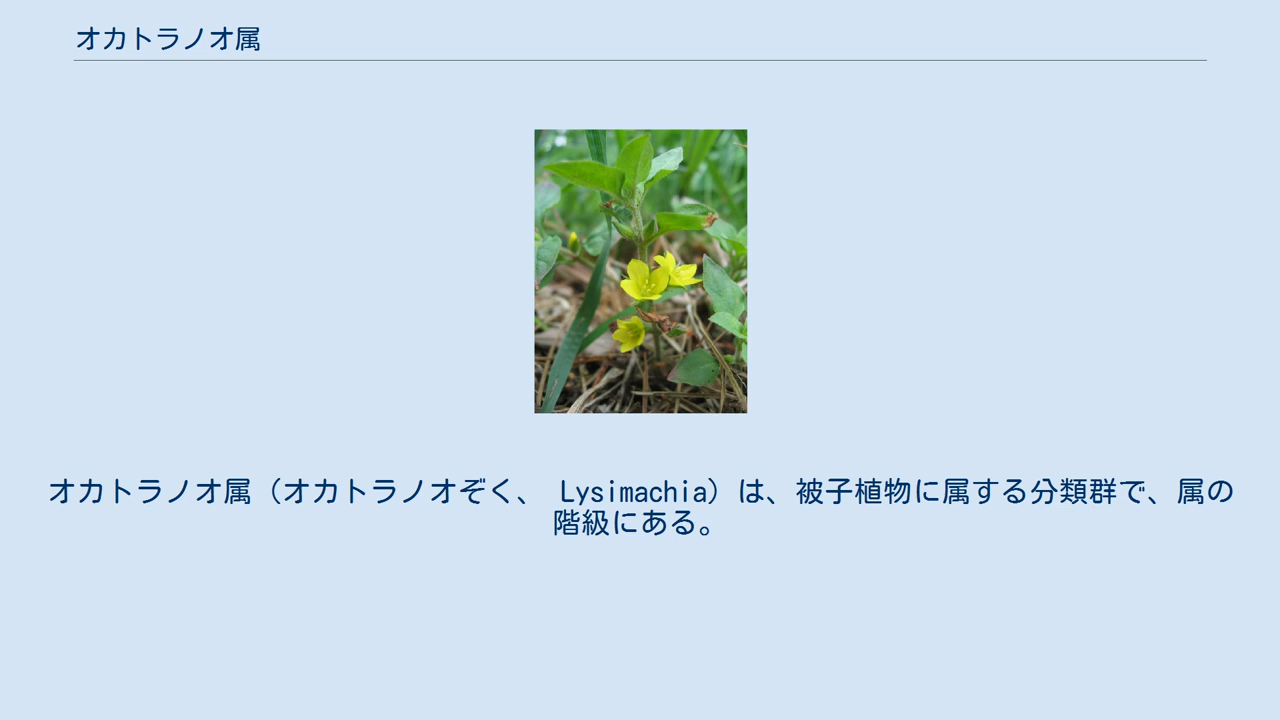 オカトラノオ属
オカトラノオ属（オカトラノオぞく、 Lysimachia）は、被子植物に属する分類群で、属の
階級にある。